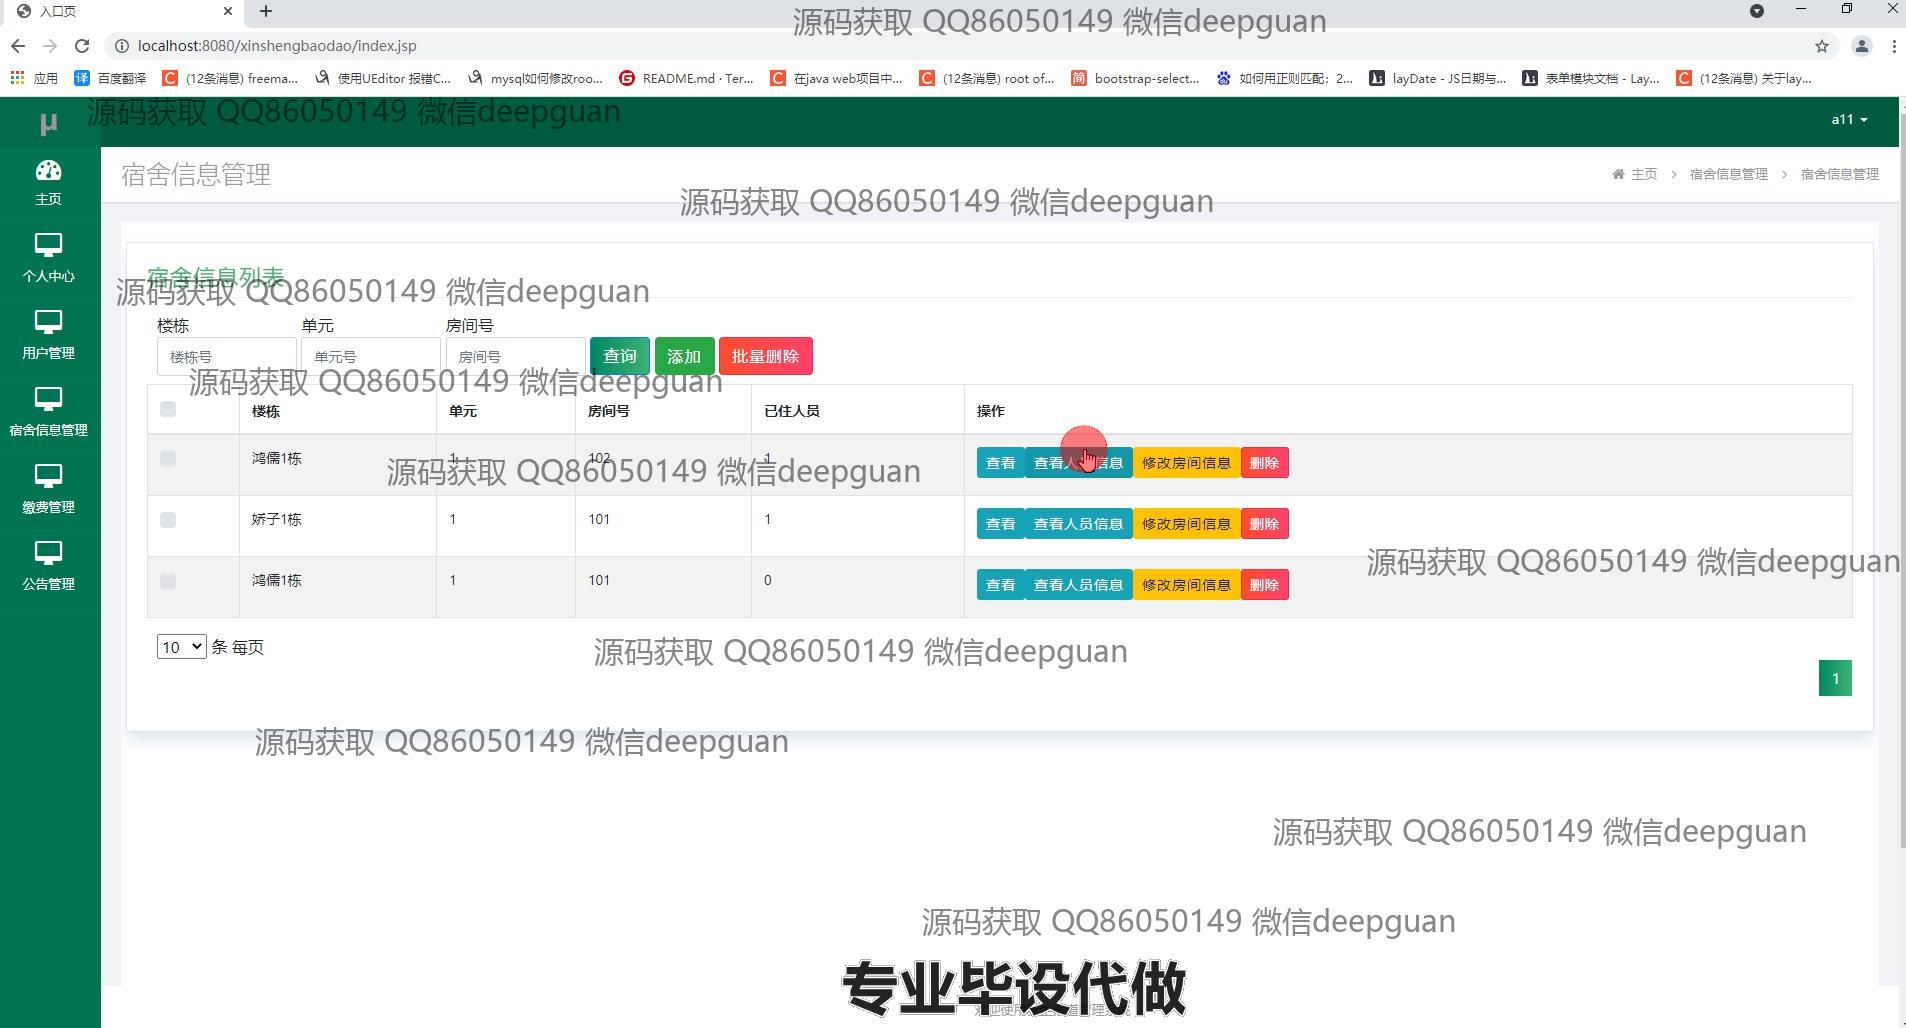 入口页
源码获取 QQ86050149 微信deepguan
localhost:8080/xinshengbaodao/index.jsp
应用 百度翻译 (12条消息) freema... 使用UEditor 报错C... mysql如何修改roo... README.md · Ter... 在java web项目中... (12条消息) root of... bootstrap-select... 如何用正则匹配：2... layDate - JS日期与... 表单模块文档 - Lay... (12条消息) 关于lay...
μ
源码获取 QQ86050149 微信deepguan
a11
主页
宿舍信息管理
主页 > 宿舍信息管理 > 宿舍信息管理
源码获取 QQ86050149 微信deepguan
个人中心
宿舍信息列表
源码获取 QQ86050149 微信deepguan
用户管理
楼栋 单元 房间号
楼栋号 单元号 房间号 查询 添加 批量删除
源码获取 QQ86050149 微信deepguan
宿舍信息管理
楼栋 单元 房间号 已住人员 操作
鸿儒1栋 1 102 1 查看 查看人员信息 修改房间信息 删除
源码获取 QQ86050149 微信deepguan
缴费管理
娇子1栋 1 101 1 查看 查看人员信息 修改房间信息 删除
源码获取 QQ86050149 微信deepguan
公告管理
鸿儒1栋 1 101 0 查看 查看人员信息 修改房间信息 删除
10 条 每页
源码获取 QQ86050149 微信deepguan
1
源码获取 QQ86050149 微信deepguan
源码获取 QQ86050149 微信deepguan
源码获取 QQ86050149 微信deepguan
专业毕设代做